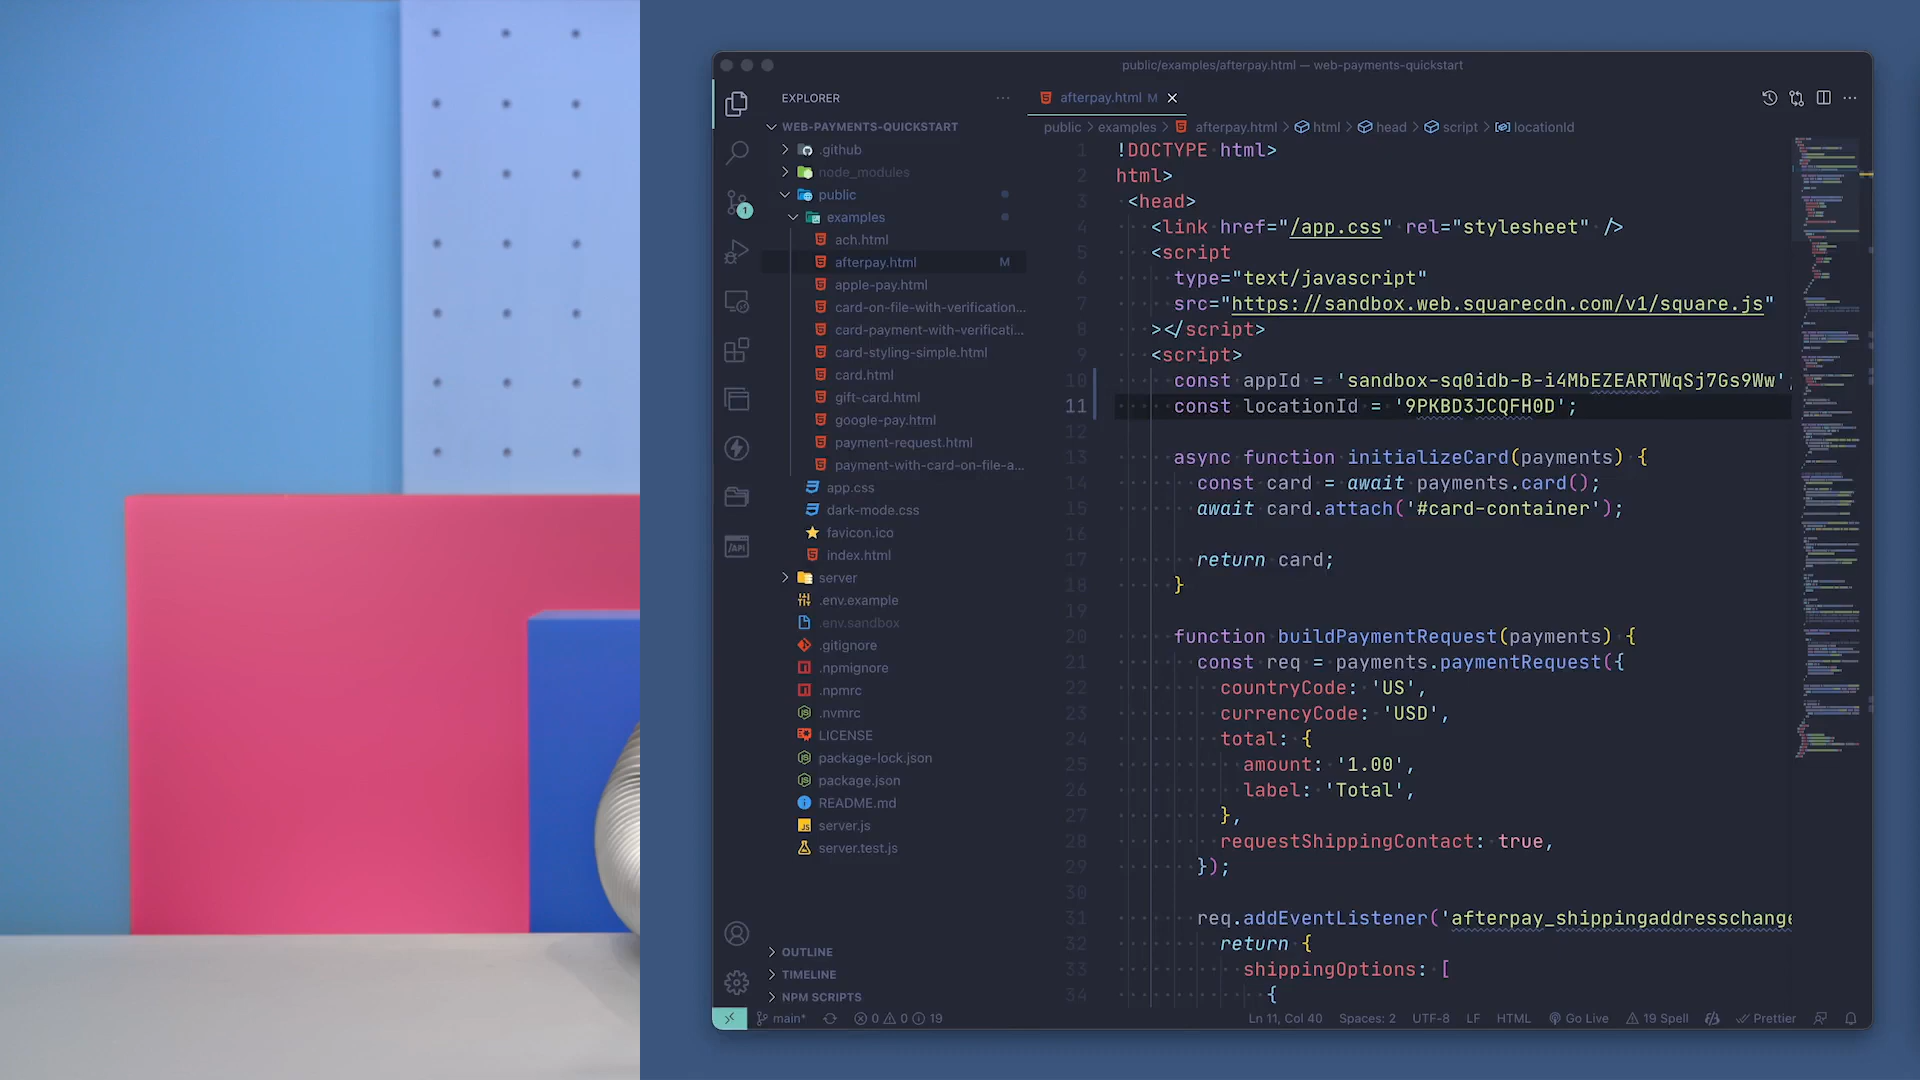 public/examples/afterpay.html — web-payments-quickstart
EXPLORER
afterpay.html M
WEB-PAYMENTS-QUICKSTART
public > examples > afterpay.html > html > head > script > locationId
.github
node_modules
public
examples
ach.html
afterpay.html M
apple-pay.html
card-on-file-with-verification...
card-payment-with-verificati...
card-styling-simple.html
card.html
gift-card.html
google-pay.html
payment-request.html
payment-with-card-on-file-a...
app.css
dark-mode.css
favicon.ico
index.html
server
.env.example
.env.sandbox
.gitignore
.npmignore
.npmrc
.nvmrc
LICENSE
package-lock.json
package.json
README.md
server.js
server.test.js
OUTLINE
TIMELINE
NPM SCRIPTS
1
/API
1 !DOCTYPE html>
2 html>
3 <head>
4 <link href="/app.css" rel="stylesheet" />
5 <script
6 type="text/javascript"
7 src="https://sandbox.web.squarecdn.com/v1/square.js"
8 ></script>
9 <script>
10 const appId = 'sandbox-sq0idb-B-i4MbEZEARTWqSj7Gs9Ww';
11 const locationId = '9PKBD3JCQFH0D';
12
13 async function initializeCard(payments) {
14 const card = await payments.card();
15 await card.attach('#card-container');
16
17 return card;
18 }
19
20 function buildPaymentRequest(payments) {
21 const req = payments.paymentRequest({
22 countryCode: 'US',
23 currencyCode: 'USD',
24 total: {
25 amount: '1.00',
26 label: 'Total',
27 },
28 requestShippingContact: true,
29 });
30
31 req.addEventListener('afterpay_shippingaddresschange
32 return {
33 shippingOptions: [
34 {
main* 0 0 19 Ln 11, Col 40 Spaces: 2 UTF-8 LF HTML Go Live 19 Spell Prettier